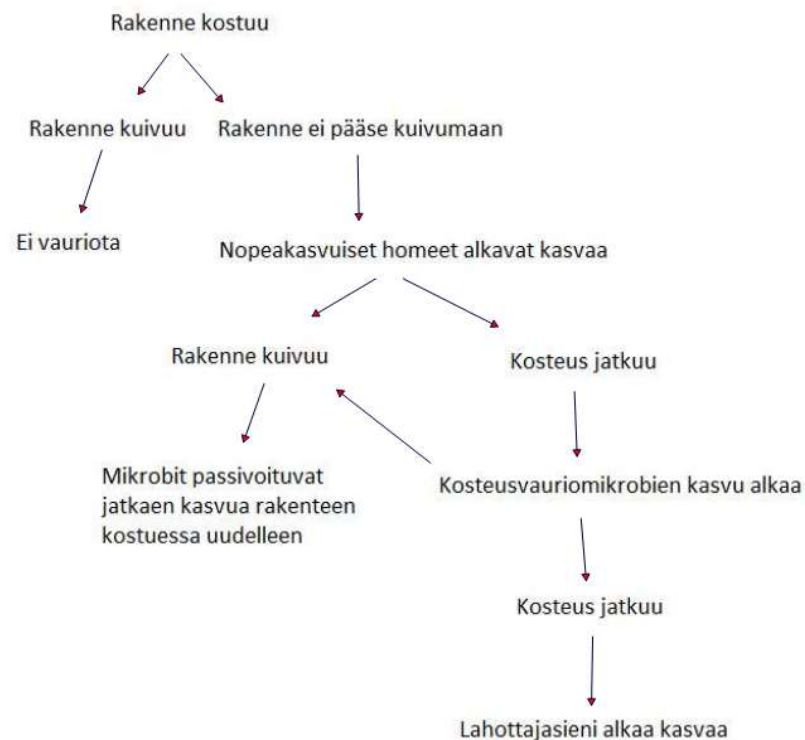 Rakenne kostuu
Rakenne kuivuu
Rakenne ei pääse kuivumaan
Ei vauriota
Nopeakasvuiset homeet alkavat kasvaa
Rakenne kuivuu
Kosteus jatkuu
Mikrobit passivoituvat
jatkaen kasvua rakenteen
kostuessa uudelleen
Kosteusvauriomikrobien kasvu alkaa
Kosteus jatkuu
Lahottajasieni alkaa kasvaa